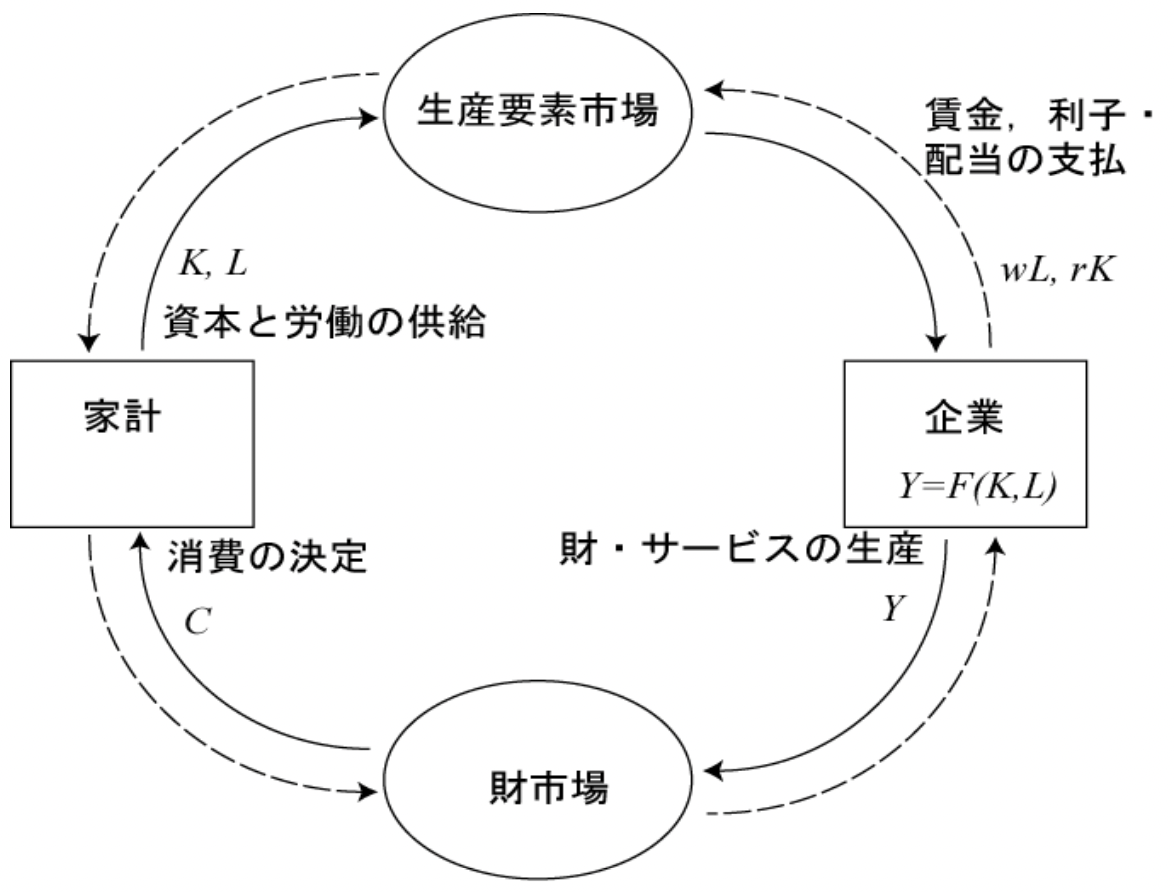 生産要素市場
賃金, 利子・
配当の支払
K, L
wL, rK
資本と労働の供給
家計
企業
Y=F(K,L)
消費の決定
財・サービスの生産
C
Y
財市場